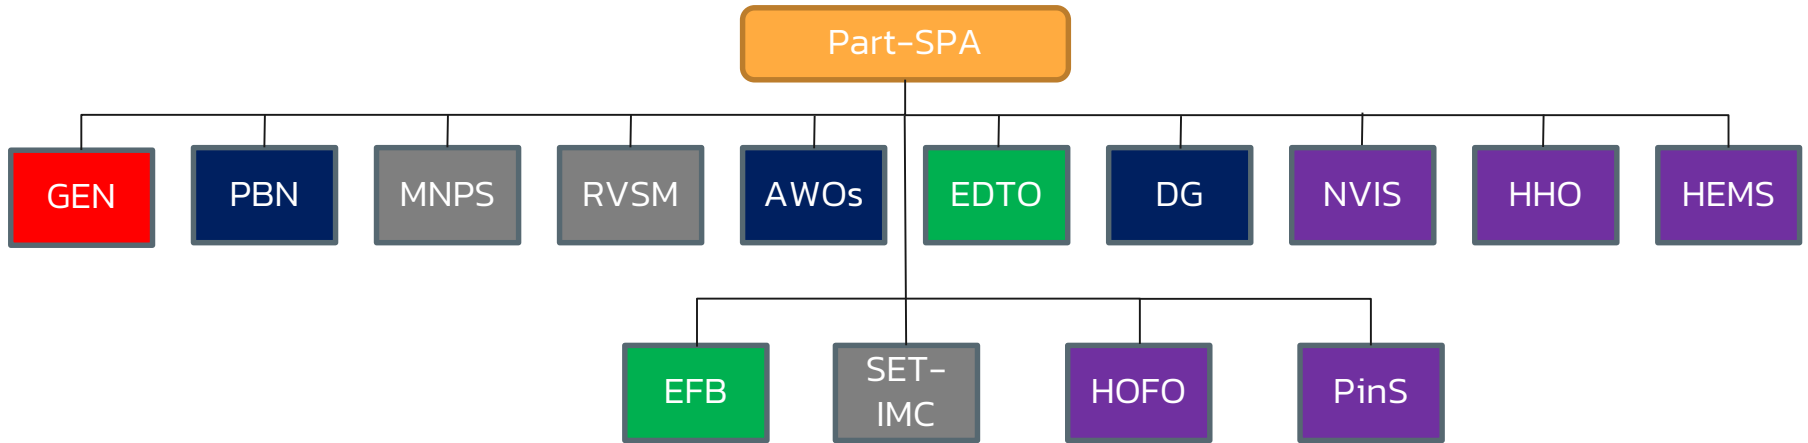 Part-SPA
GEN
PBN
MNPS
RVSM
AWOs
EDTO
DG
NVIS
HHO
HEMS
EFB
SET-
IMC
HOFO
PinS